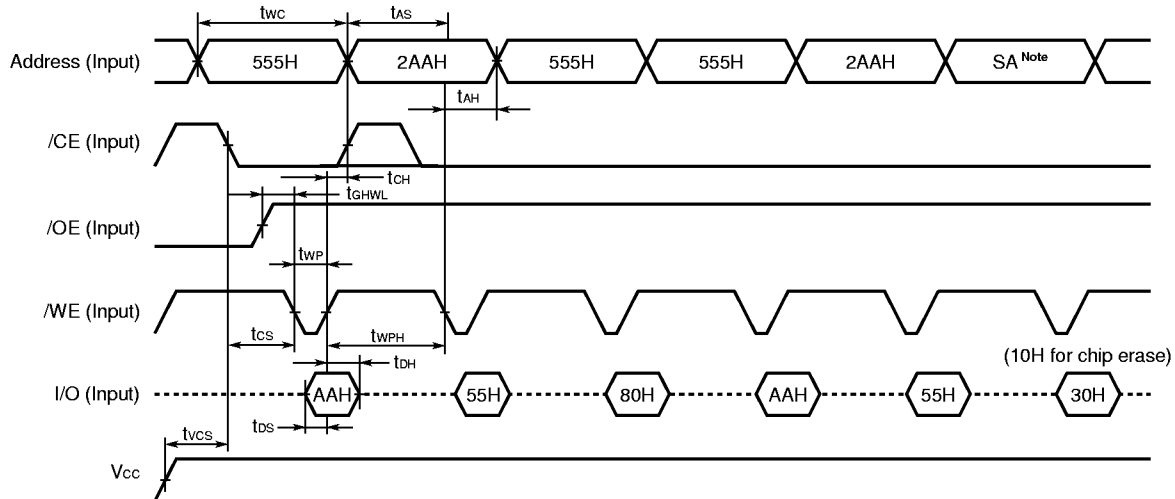 tWC tAS
Address (Input) 555H 2AAH 555H 555H 2AAH SA Note
tAH
/CE (Input)
tCH
tGHWL
/OE (Input)
tWP
/WE (Input)
tCS tWPH
tDH (10H for chip erase)
I/O (Input) AAH 55H 80H AAH 55H 30H
tDS
tVCS
VCC